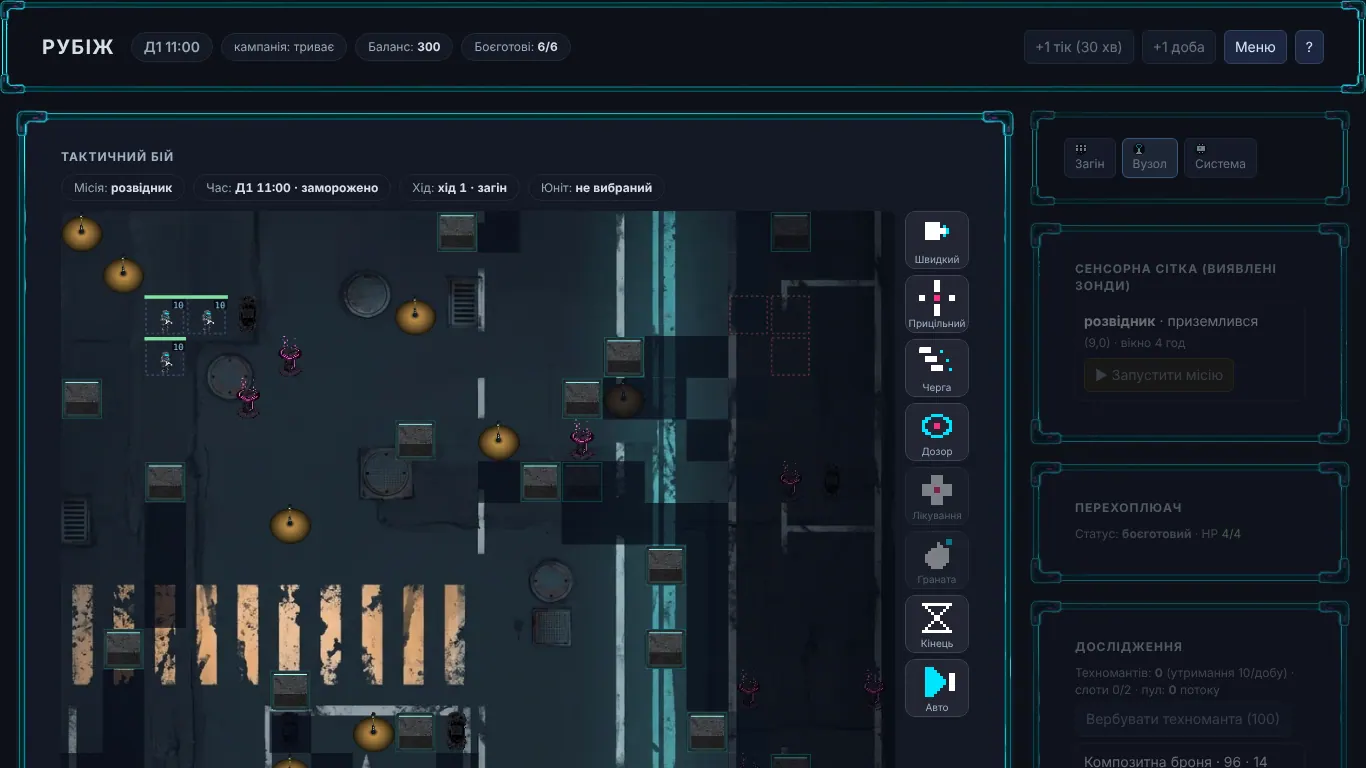 РУБІЖ Д1 11:00 кампанія: триває Баланс: 300 Боєготові: 6/6 +1 тік (30 хв) +1 доба Меню ?
ТАКТИЧНИЙ БІЙ
Місія: розвідник Час: Д1 11:00 · заморожено Хід: хід 1 · загін Юніт: не вибраний
10 10
10
Швидкий
Прицільний
Черга
Дозор
Лікування
Граната
Кінець
Авто
Загін Вузол Система
СЕНСОРНА СІТКА (ВИЯВЛЕНІ
ЗОНДИ)
розвідник · приземлився
(9,0) · вікно 4 год
▶ Запустити місію
ПЕРЕХОПЛЮВАЧ
Статус: боєготовий · HP 4/4
ДОСЛІДЖЕННЯ
Техномантів: 0 (утримання 10/добу) ·
слоти 0/2 · пул: 0 потоку
Вербувати техноманта (100)
Композитна броня · 96 · 14